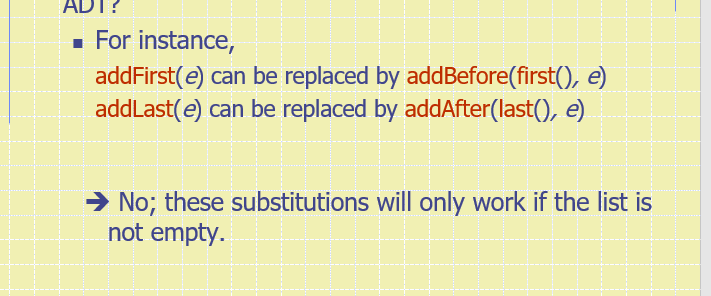 ADT?
▪ For instance,
addFirst(e) can be replaced by addBefore(first(), e)
addLast(e) can be replaced by addAfter(last(), e)
➔ No; these substitutions will only work if the list is
not empty.